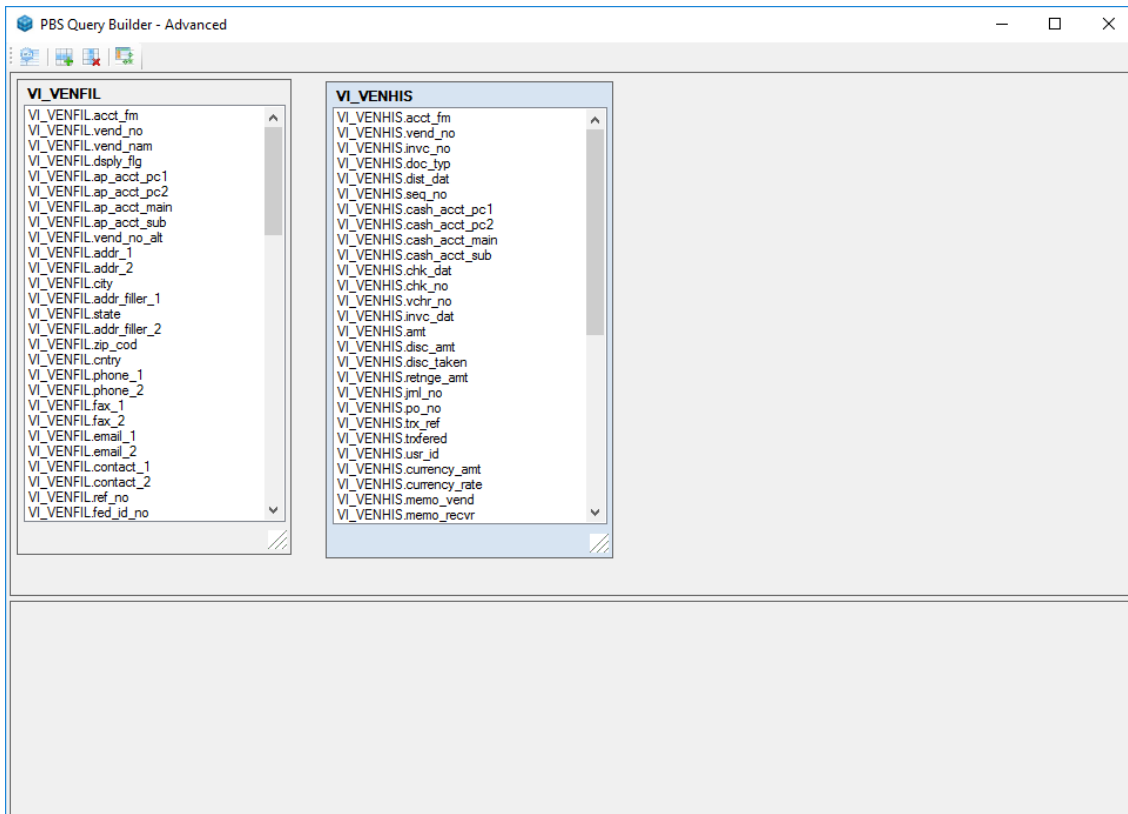 PBS Query Builder - Advanced
VI_VENFIL
VI_VENFIL.acct_fm
VI_VENFIL.vend_no
VI_VENFIL.vend_nam
VI_VENFIL.dsply_flg
VI_VENFIL.ap_acct_pc1
VI_VENFIL.ap_acct_pc2
VI_VENFIL.ap_acct_main
VI_VENFIL.ap_acct_sub
VI_VENFIL.vend_no_alt
VI_VENFIL.addr_1
VI_VENFIL.addr_2
VI_VENFIL.city
VI_VENFIL.addr_filler_1
VI_VENFIL.state
VI_VENFIL.addr_filler_2
VI_VENFIL.zip_cod
VI_VENFIL.cntry
VI_VENFIL.phone_1
VI_VENFIL.phone_2
VI_VENFIL.fax_1
VI_VENFIL.fax_2
VI_VENFIL.email_1
VI_VENFIL.email_2
VI_VENFIL.contact_1
VI_VENFIL.contact_2
VI_VENFIL.ref_no
VI_VENFIL.fed_id_no
VI_VENHIS
VI_VENHIS.acct_fm
VI_VENHIS.vend_no
VI_VENHIS.invc_no
VI_VENHIS.doc_typ
VI_VENHIS.dist_dat
VI_VENHIS.seq_no
VI_VENHIS.cash_acct_pc1
VI_VENHIS.cash_acct_pc2
VI_VENHIS.cash_acct_main
VI_VENHIS.cash_acct_sub
VI_VENHIS.chk_dat
VI_VENHIS.chk_no
VI_VENHIS.vchr_no
VI_VENHIS.invc_dat
VI_VENHIS.amt
VI_VENHIS.disc_amt
VI_VENHIS.disc_taken
VI_VENHIS.retnge_amt
VI_VENHIS.jrnl_no
VI_VENHIS.po_no
VI_VENHIS.trx_ref
VI_VENHIS.trxfered
VI_VENHIS.usr_id
VI_VENHIS.currency_amt
VI_VENHIS.currency_rate
VI_VENHIS.memo_vend
VI_VENHIS.memo_recvr